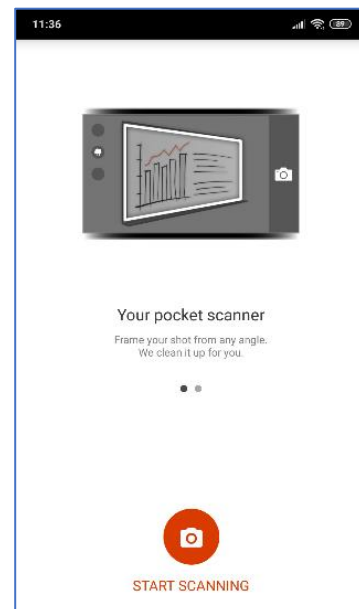 11:36
89
Your pocket scanner
Frame your shot from any angle.
We clean it up for you.
START SCANNING